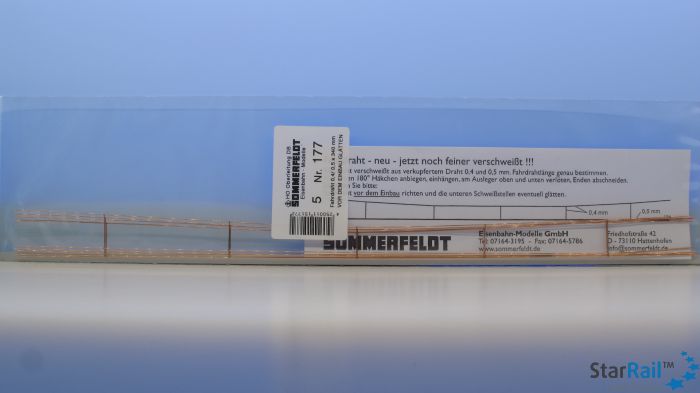 H0 Oberleitung DB
SOMMERFELDT
Eisenbahn - Modelle
5 Nr. 177
Fahrdraht 0,4/ 0,5 x 340 mm
VOR DEM EINBAU GLÄTTEN
draht - neu - jetzt noch feiner verschweißt !!!
t verschweißt aus verkupfertem Draht 0,4 und 0,5 mm. Fahrdrahtlänge genau bestimmen.
n 180° Häkchen anbiegen, einhängen, am Ausleger oben und unten verlöten, Enden abschneiden.
Sie bitte:
vor dem Einbau richten und die unteren Schweißstellen eventuell glätten.
0,4 mm
0,5 mm
SOMMERFELDT
Eisenbahn-Modelle GmbH
Tel: 07164-3195 - Fax: 07164-5786
www.sommerfeldt.de
Friedhofstraße 42
D - 73110 Hattenhofen
info@sommerfeldt.de
StarRail™